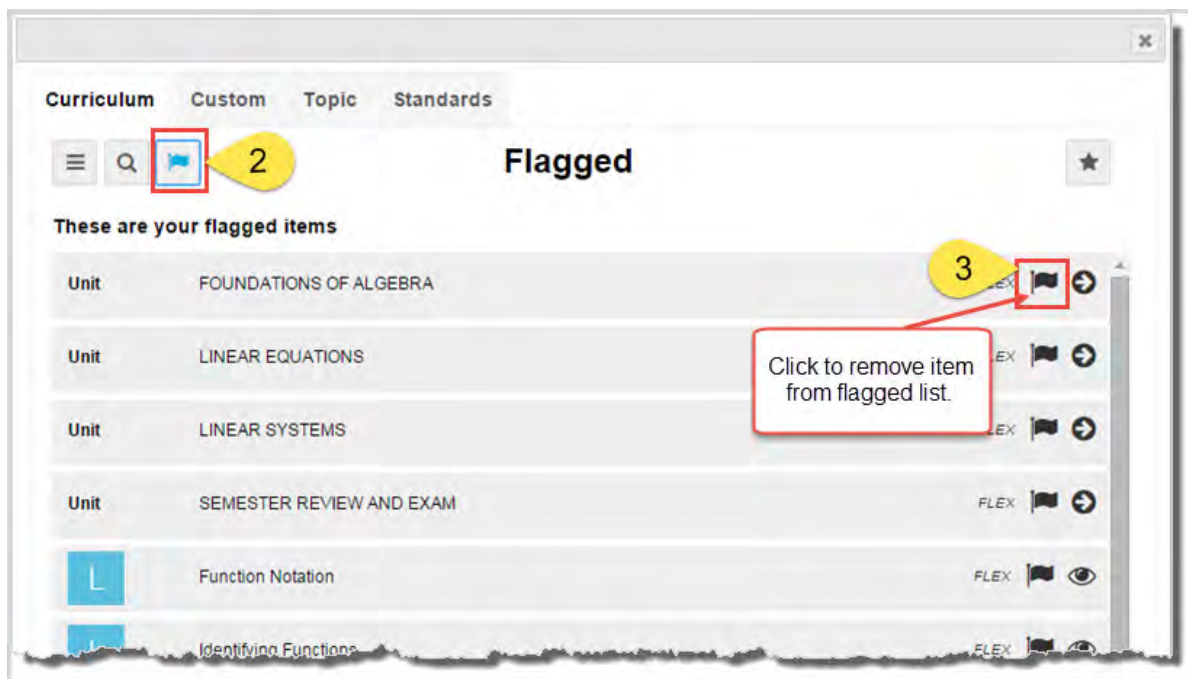 Curriculum Custom Topic Standards
2 Flagged
These are your flagged items
Unit FOUNDATIONS OF ALGEBRA 3
Unit LINEAR EQUATIONS
Click to remove item
from flagged list.
Unit LINEAR SYSTEMS
Unit SEMESTER REVIEW AND EXAM FLEX
L Function Notation FLEX
Identifying Functions FLEX